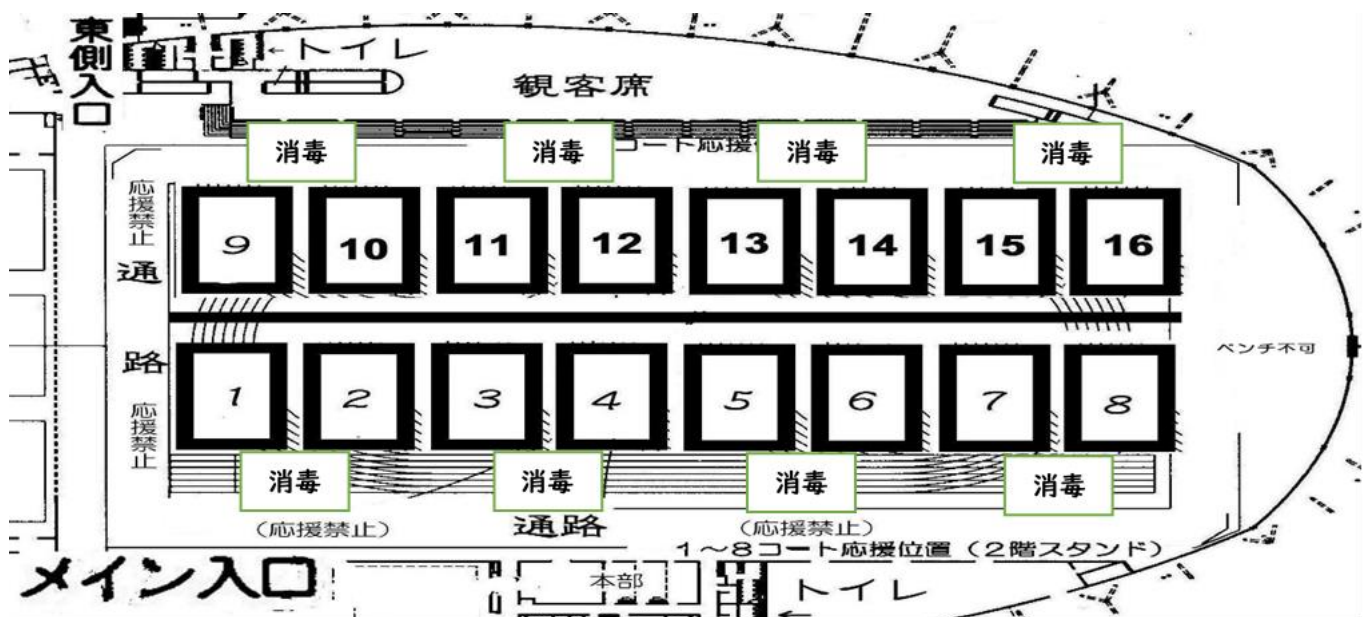 東側入口
←トイレ
観客席
消毒
消毒
コート応援
消毒
消毒
応援禁止
9
10
11
12
13
14
15
16
通路
ベンチ不可
1
2
3
4
5
6
7
8
応援禁止
消毒
消毒
消毒
消毒
(応援禁止)
通路
(応援禁止)
1~8コート応援位置(2階スタンド)
メイン入口
本部
トイレ
←